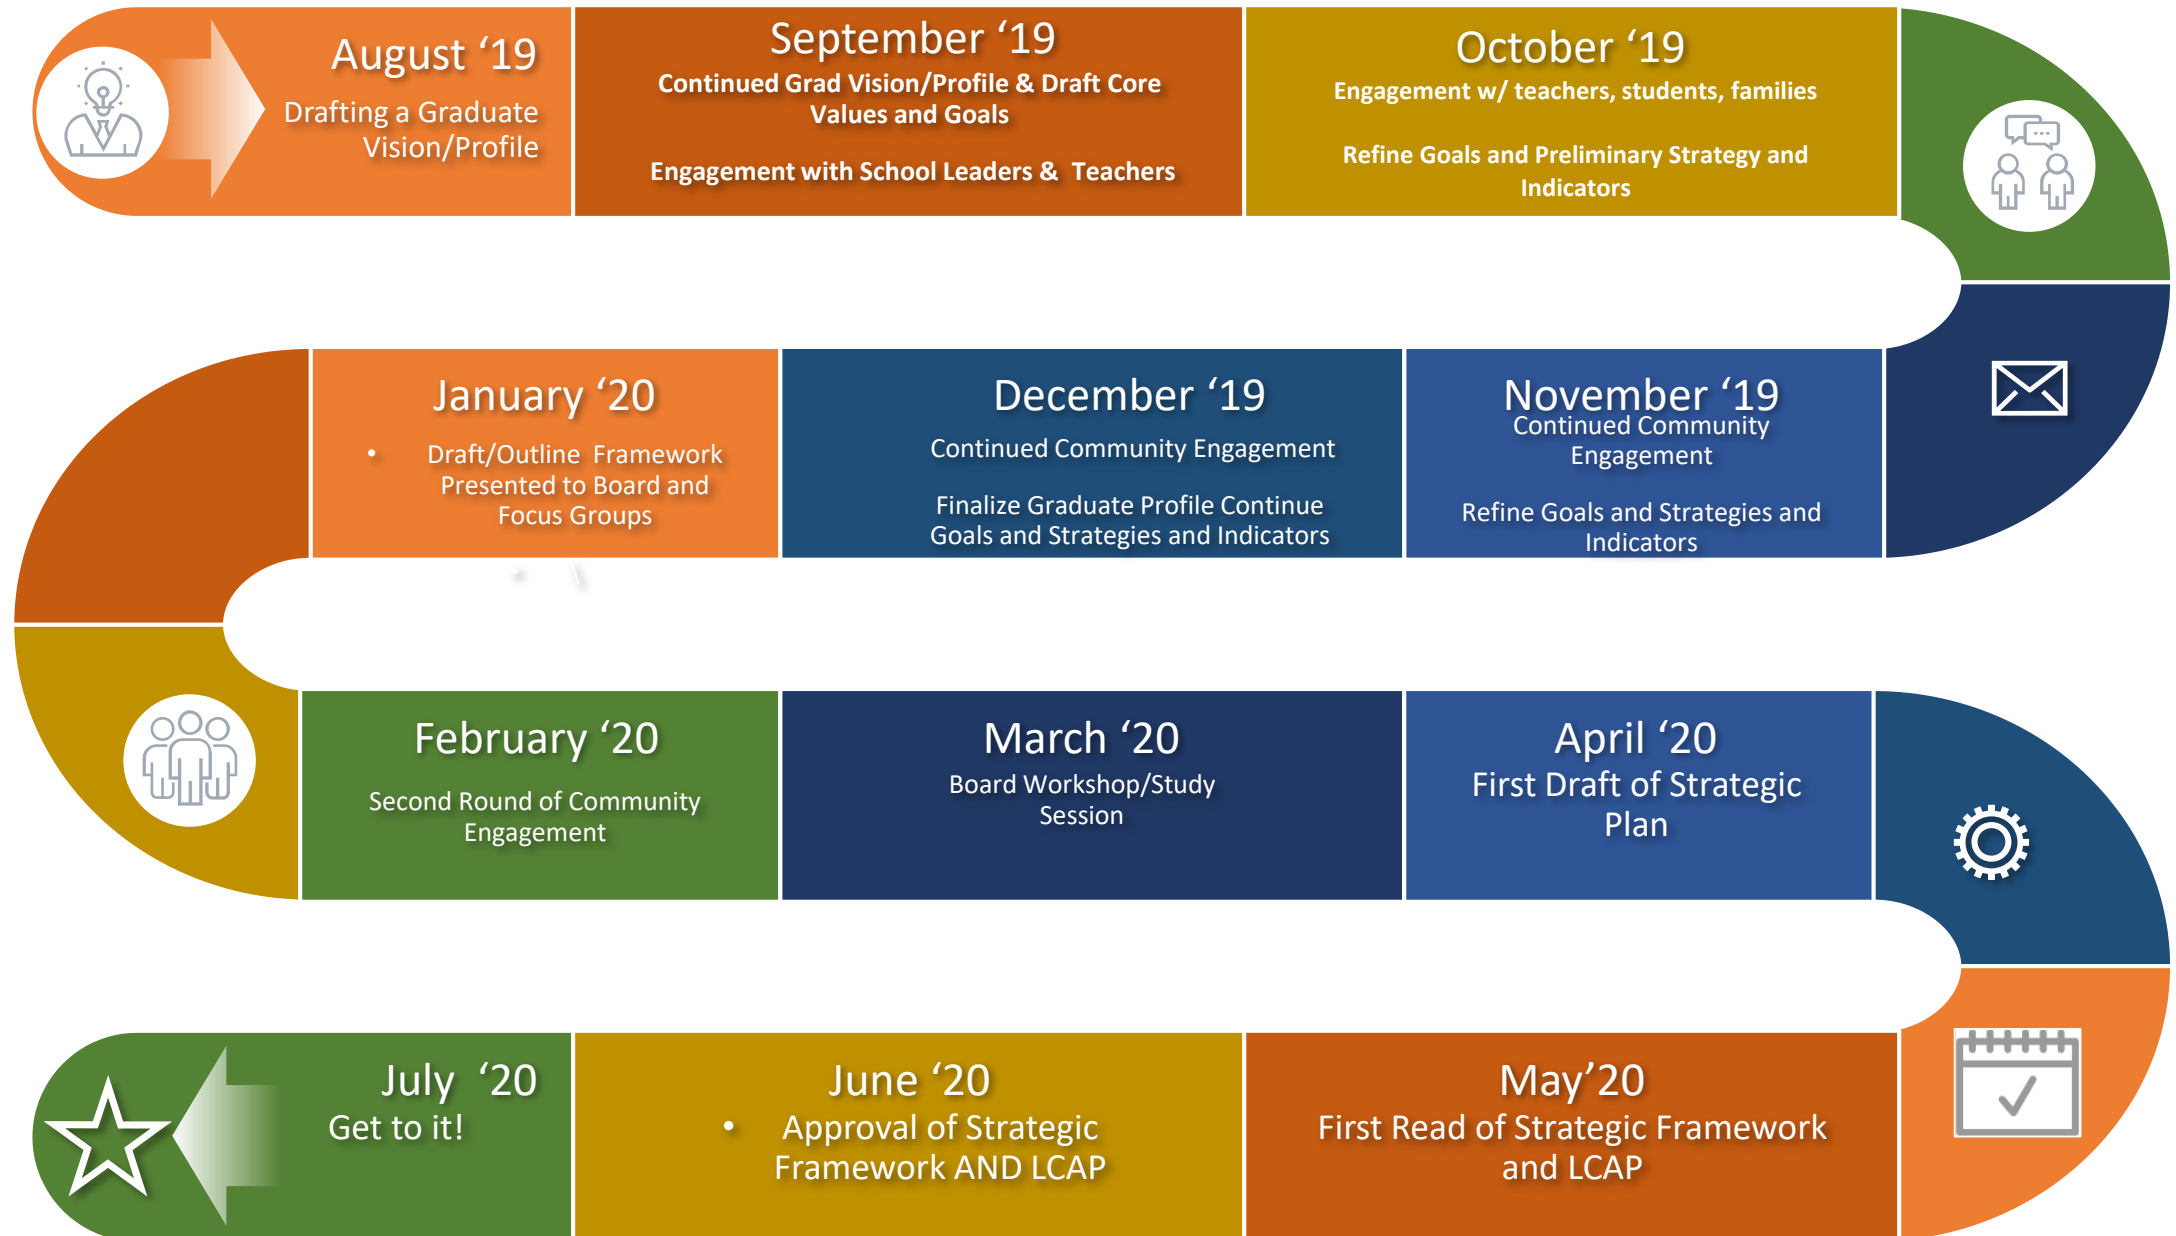 August ‘19
Drafting a Graduate
Vision/Profile
September ‘19
Continued Grad Vision/Profile & Draft Core
Values and Goals
Engagement with School Leaders & Teachers
October ‘19
Engagement w/ teachers, students, families
Refine Goals and Preliminary Strategy and
Indicators
November ‘19
Continued Community
Engagement
Refine Goals and Strategies and
Indicators
December ‘19
Continued Community Engagement
Finalize Graduate Profile Continue
Goals and Strategies and Indicators
January ‘20
• Draft/Outline Framework
Presented to Board and
Focus Groups
February ‘20
Second Round of Community
Engagement
March ‘20
Board Workshop/Study
Session
April ‘20
First Draft of Strategic
Plan
May’20
First Read of Strategic Framework
and LCAP
June ‘20
• Approval of Strategic
Framework AND LCAP
July ‘20
Get to it!